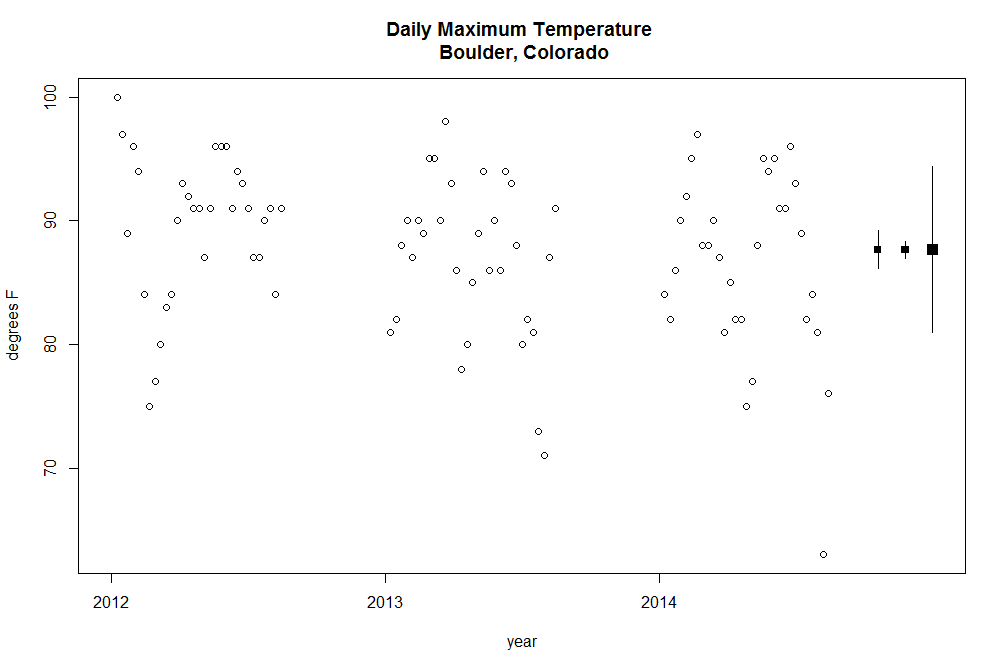 Daily Maximum Temperature
Boulder, Colorado
degrees F
100
90
80
70
2012
2013
2014
year